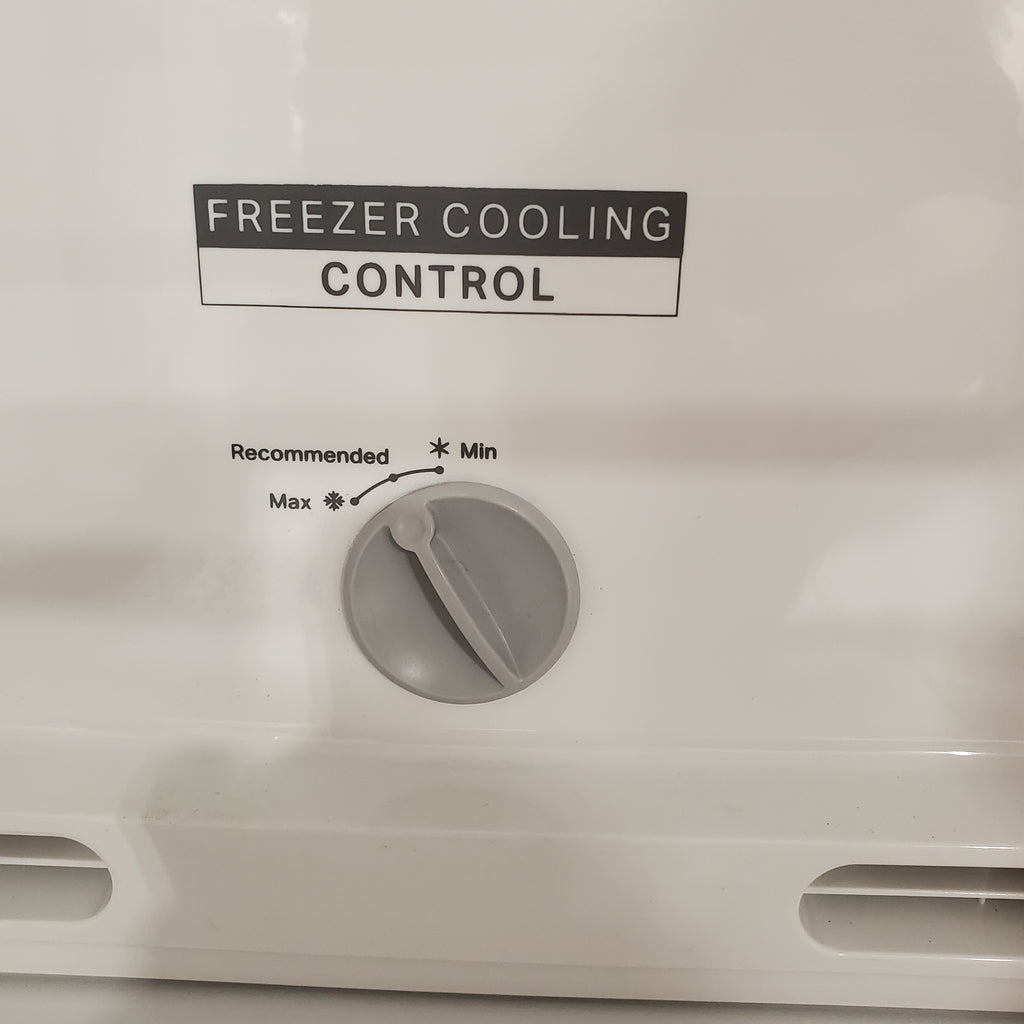 FREEZER COOLING
CONTROL
Recommended
Min
Max